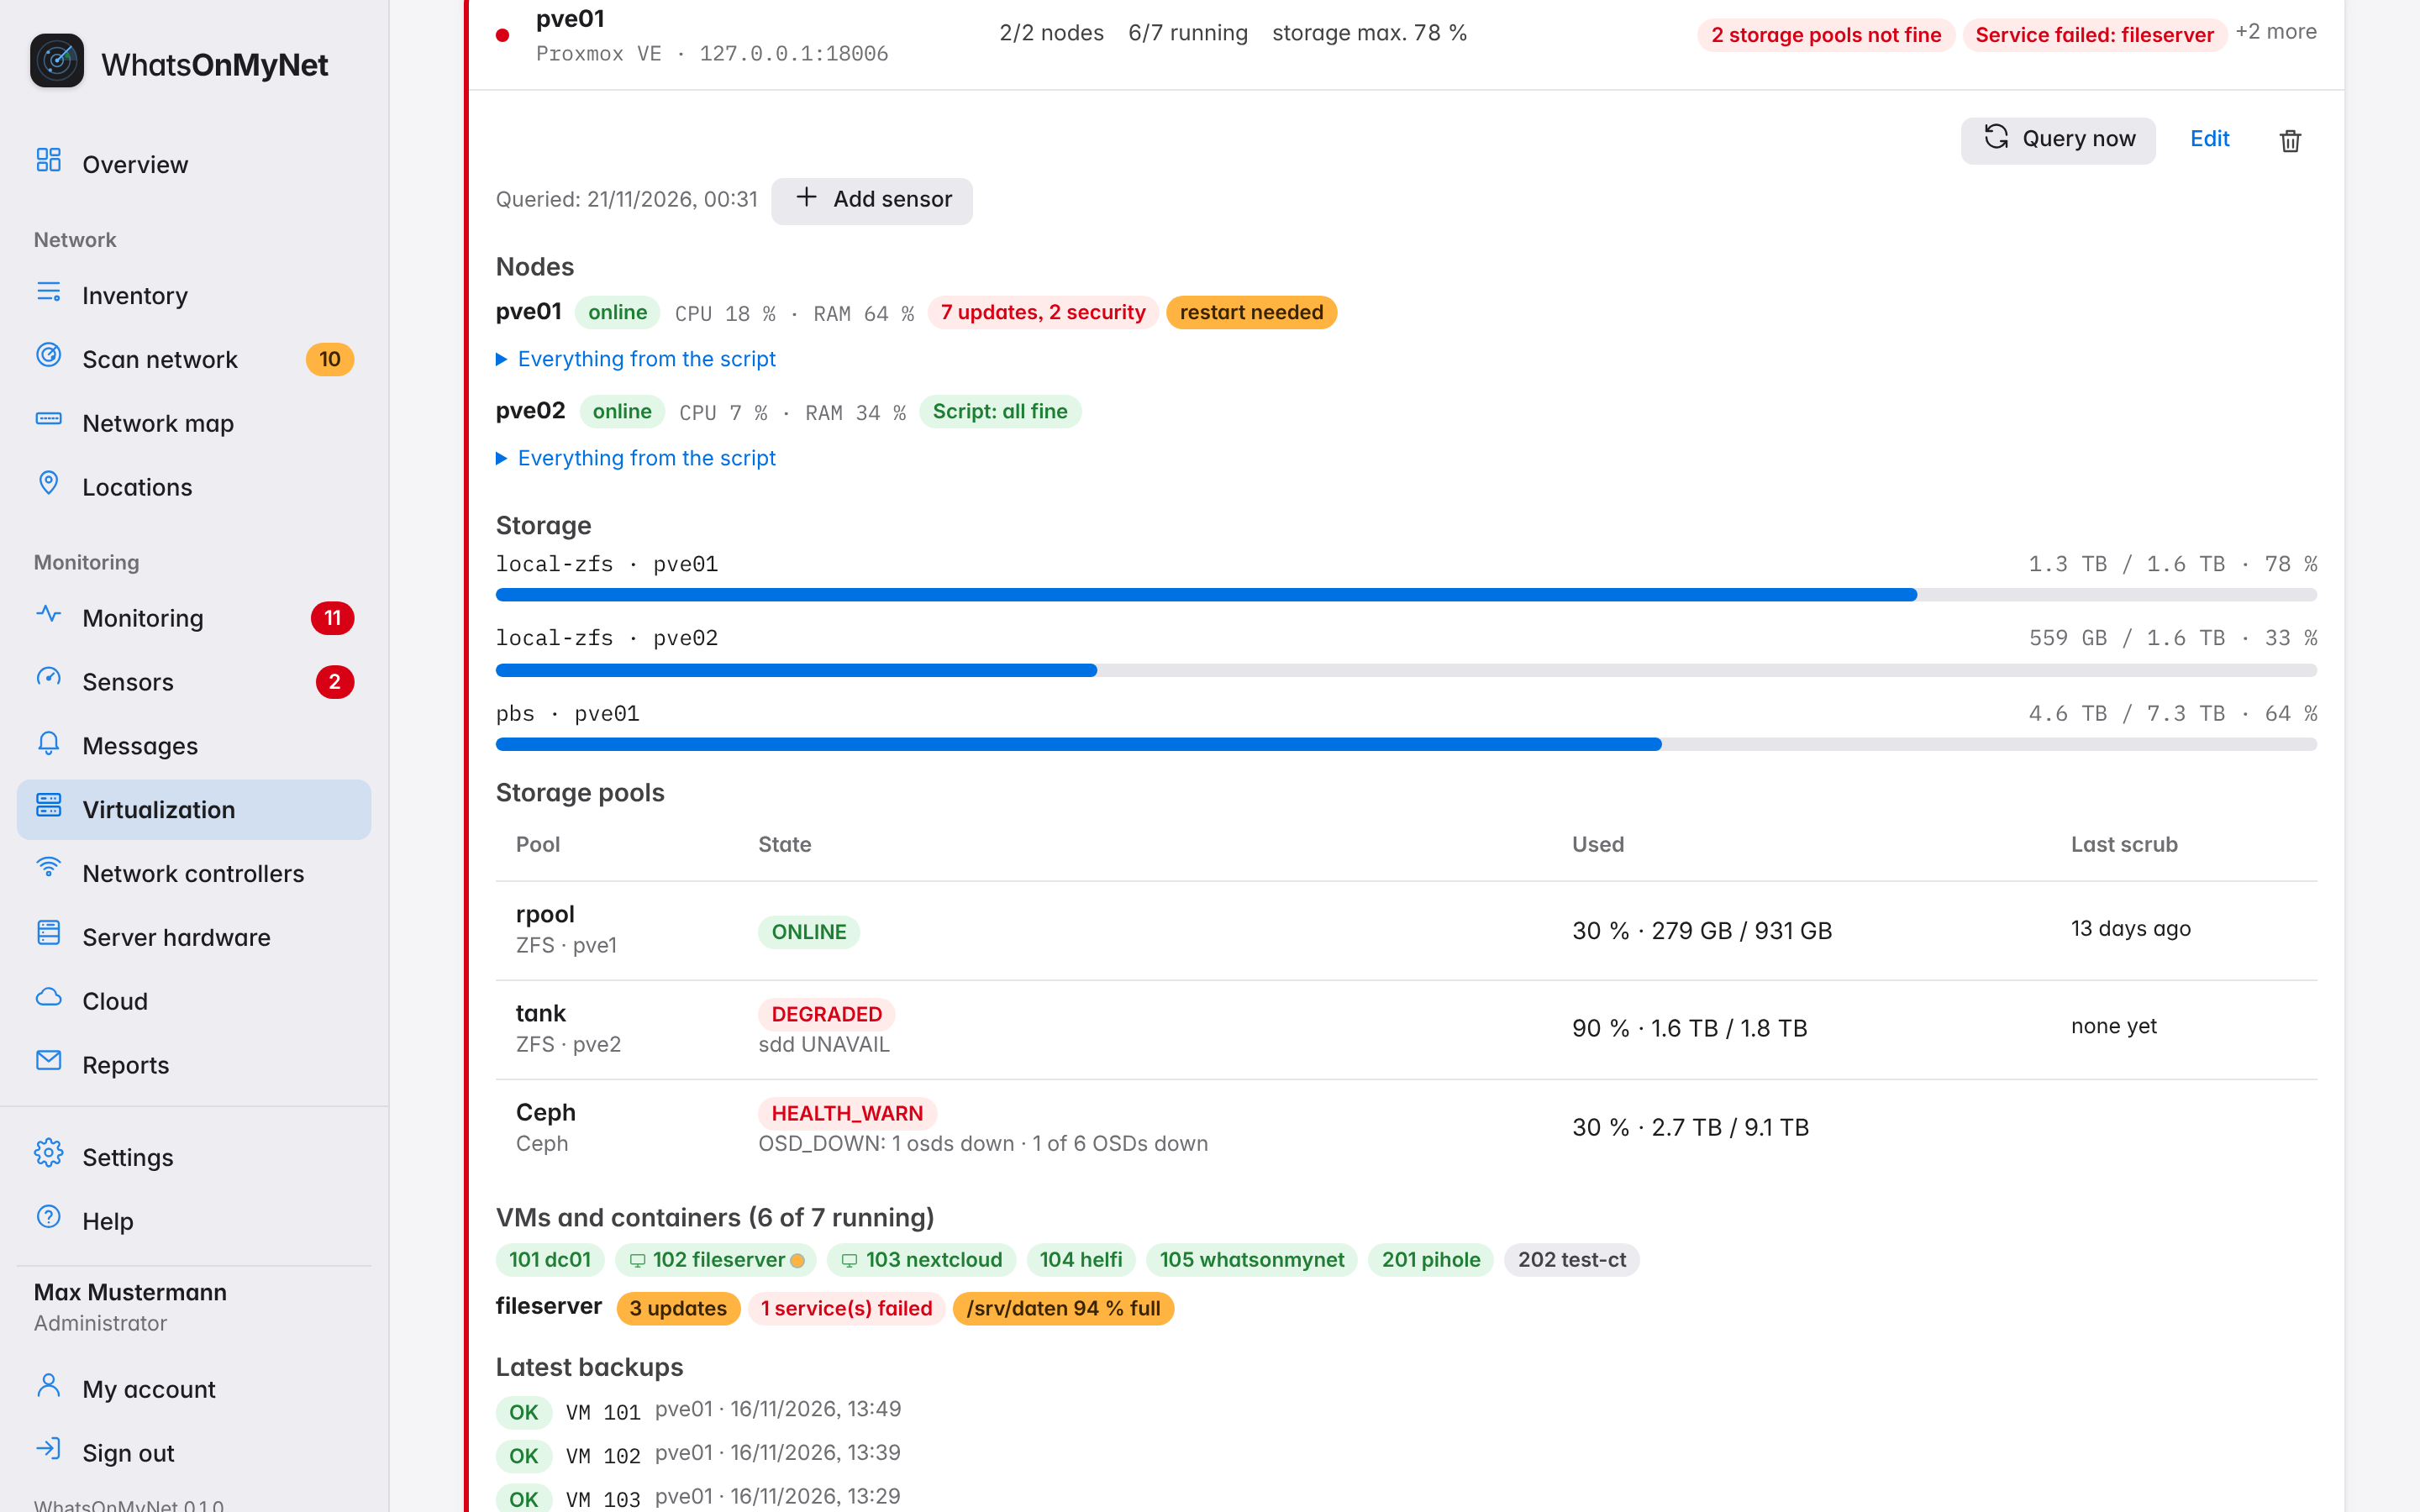 WhatsOnMyNet
Overview
Network
Inventory
Scan network 10
Network map
Locations
Monitoring
Monitoring 11
Sensors 2
Messages
Virtualization
Network controllers
Server hardware
Cloud
Reports
Settings
Help
Max Mustermann
Administrator
My account
Sign out
WhatsOnMyNet 0.1.0
pve01
Proxmox VE · 127.0.0.1:18006
2/2 nodes 6/7 running storage max. 78 %
2 storage pools not fine Service failed: fileserver +2 more
Query now Edit
Queried: 21/11/2026, 00:31 Add sensor
Nodes
pve01 online CPU 18 % · RAM 64 % 7 updates, 2 security restart needed
Everything from the script
pve02 online CPU 7 % · RAM 34 % Script: all fine
Everything from the script
Storage
local-zfs · pve01 1.3 TB / 1.6 TB · 78 %
local-zfs · pve02 559 GB / 1.6 TB · 33 %
pbs · pve01 4.6 TB / 7.3 TB · 64 %
Storage pools
Pool State Used Last scrub
rpool
ZFS · pve1
ONLINE
30 % · 279 GB / 931 GB
13 days ago
tank
ZFS · pve2
DEGRADED
sdd UNAVAIL
90 % · 1.6 TB / 1.8 TB
none yet
Ceph
Ceph
HEALTH_WARN
OSD_DOWN: 1 osds down · 1 of 6 OSDs down
30 % · 2.7 TB / 9.1 TB
VMs and containers (6 of 7 running)
101 dc01 102 fileserver 103 nextcloud 104 helfi 105 whatsonmynet 201 pihole 202 test-ct
fileserver 3 updates 1 service(s) failed /srv/daten 94 % full
Latest backups
OK VM 101 pve01 · 16/11/2026, 13:49
OK VM 102 pve01 · 16/11/2026, 13:39
OK VM 103 pve01 · 16/11/2026, 13:29